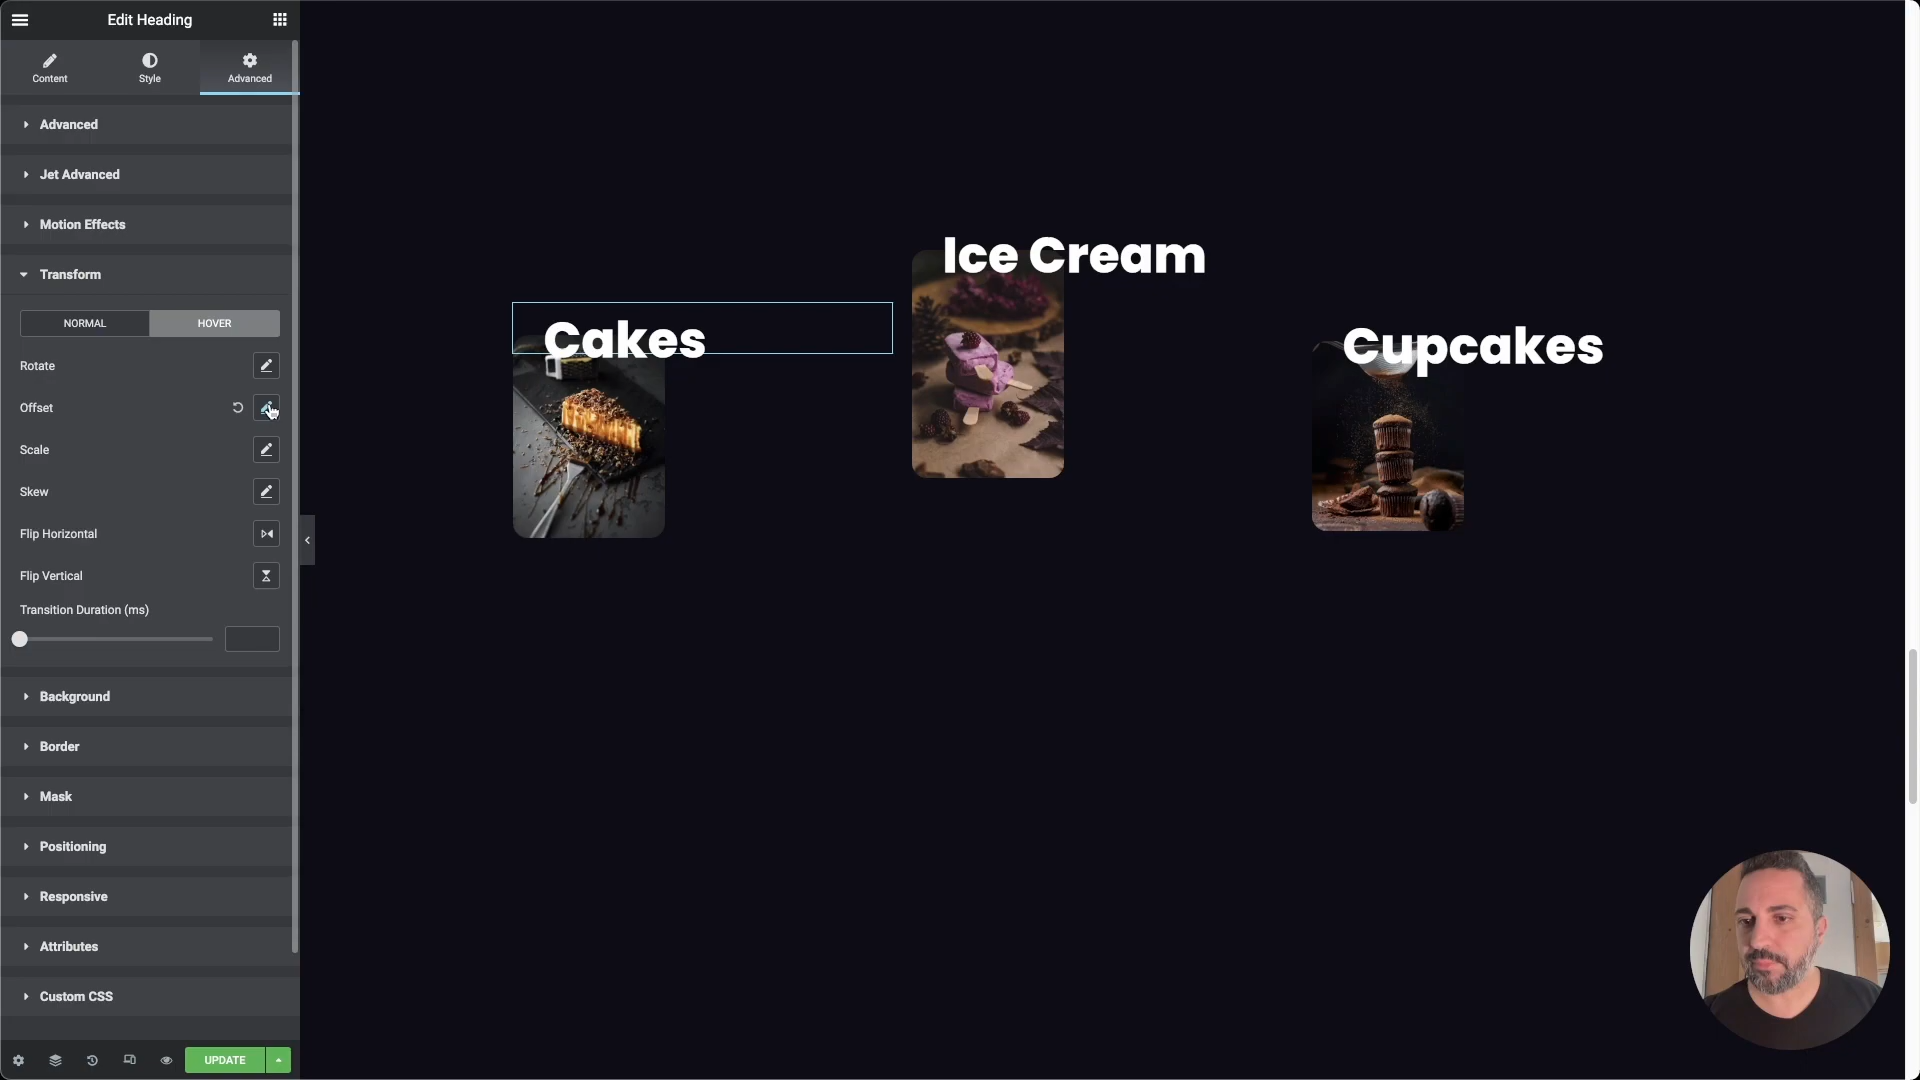 Edit Heading
Content
Style
Advanced
Advanced
Jet Advanced
Motion Effects
Transform
NORMAL
HOVER
Rotate
Offset
Scale
Skew
Flip Horizontal
Flip Vertical
Transition Duration (ms)
Background
Border
Mask
Positioning
Responsive
Attributes
Custom CSS
UPDATE
Ice Cream
Cakes
Cupcakes